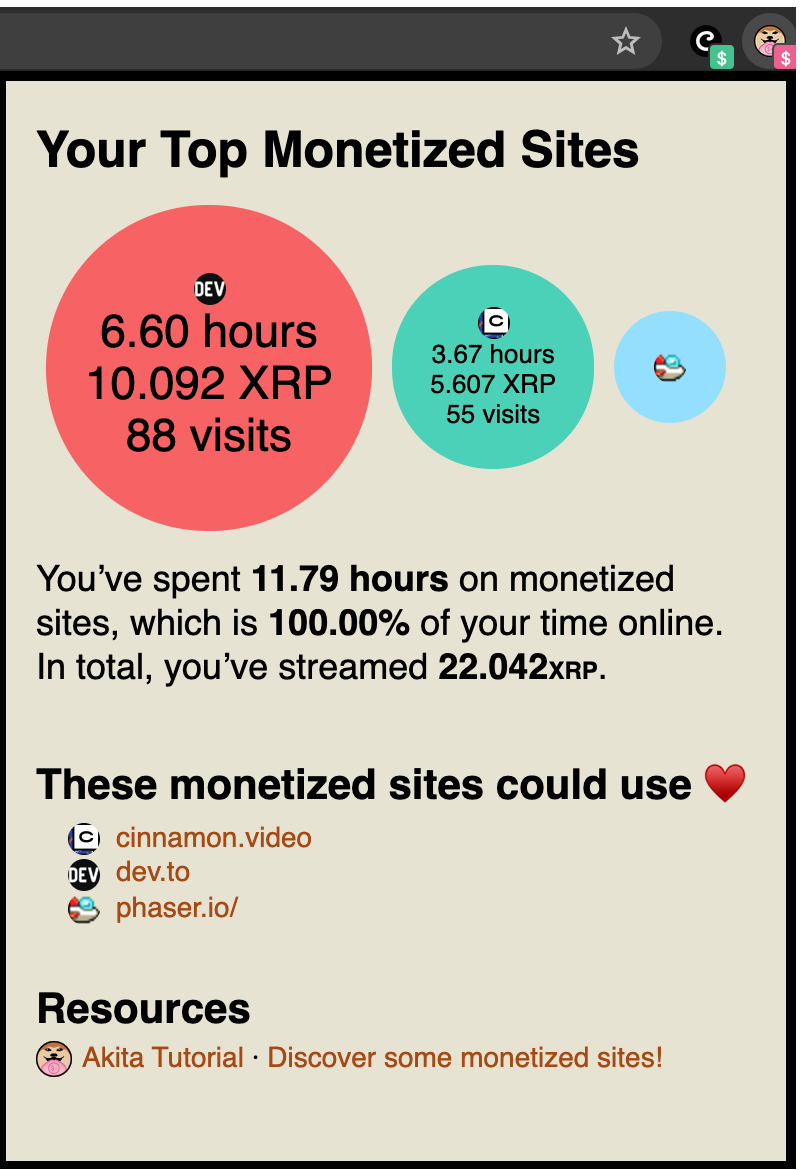 $
$
Your Top Monetized Sites
DEV
6.60 hours
10.092 XRP
88 visits
C
3.67 hours
5.607 XRP
55 visits
You’ve spent 11.79 hours on monetized
sites, which is 100.00% of your time online.
In total, you’ve streamed 22.042XRP.
These monetized sites could use ♥
C cinnamon.video
DEV dev.to
phaser.io/
Resources
Akita Tutorial · Discover some monetized sites!